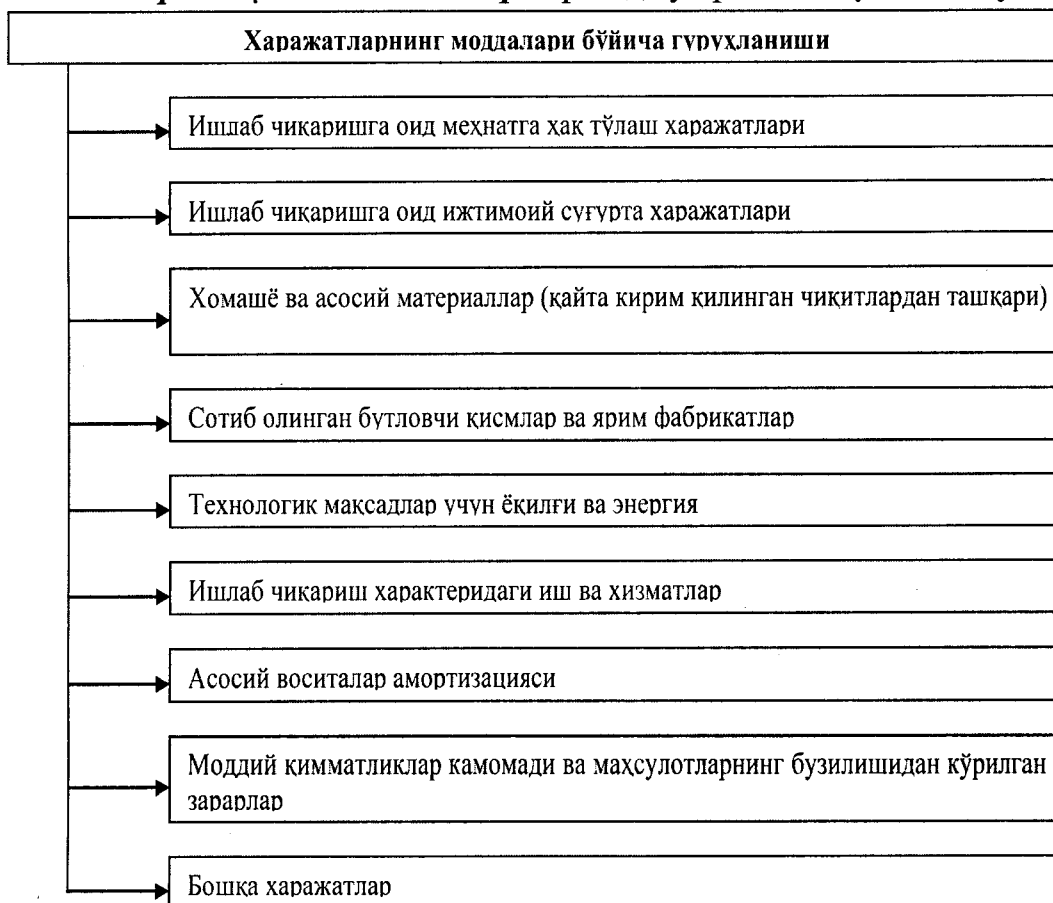 Харажатларнинг моддалари бўйича гуруҳланиши
Ишлаб чиқаришга оид меҳнатга ҳақ тўлаш харажатлари
Ишлаб чиқаришга оид ижтимоий суғурта харажатлари
Хомашё ва асосий материаллар (қайта кирим қилинган чиқитлардан ташқари)
Сотиб олинган бутловчи қисмлар ва ярим фабрикатлар
Технологик мақсадлар учун ёқилғи ва энергия
Ишлаб чиқариш характеридаги иш ва хизматлар
Асосий воситалар амортизацияси
Моддий қимматликлар камомади ва маҳсулотларнинг бузилишидан кўрилган
зарарлар
Бошқа харажатлар